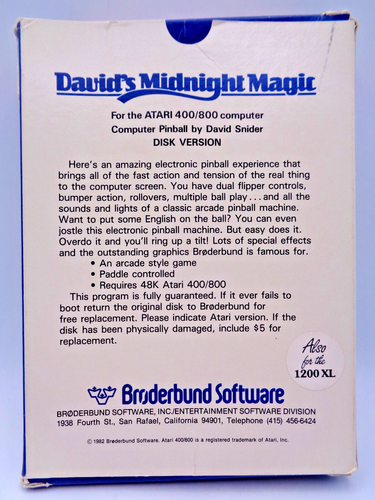 David's Midnight Magic
For the ATARI 400/800 computer
Computer Pinball by David Snider
DISK VERSION
Here's an amazing electronic pinball experience that
brings all of the fast action and tension of the real thing
to the computer screen. You have dual flipper controls,
bumper action, rollovers, multiple ball play . . . and all the
sounds and lights of a classic arcade pinball machine.
Want to put some English on the ball? You can even
jostle this electronic pinball machine. But easy does it.
Overdo it and you'll ring up a tilt! Lots of special effects
and the outstanding graphics Brøderbund is famous for.
• An arcade style game
• Paddle controlled
• Requires 48K Atari 400/800
This program is fully guaranteed. If it ever fails to
boot return the original disk to Brøderbund for
free replacement. Please indicate Atari version. If the
disk has been physically damaged, include $5 for
replacement.
Also
for the
1200 XL
Brøderbund Software
BRØDERBUND SOFTWARE, INC/ENTERTAINMENT SOFTWARE DIVISION
1938 Fourth St., San Rafael, California 94901, Telephone (415) 456-6424
© 1982 Brøderbund Software. Atari 400/800 is a registered trademark of Atari, Inc.